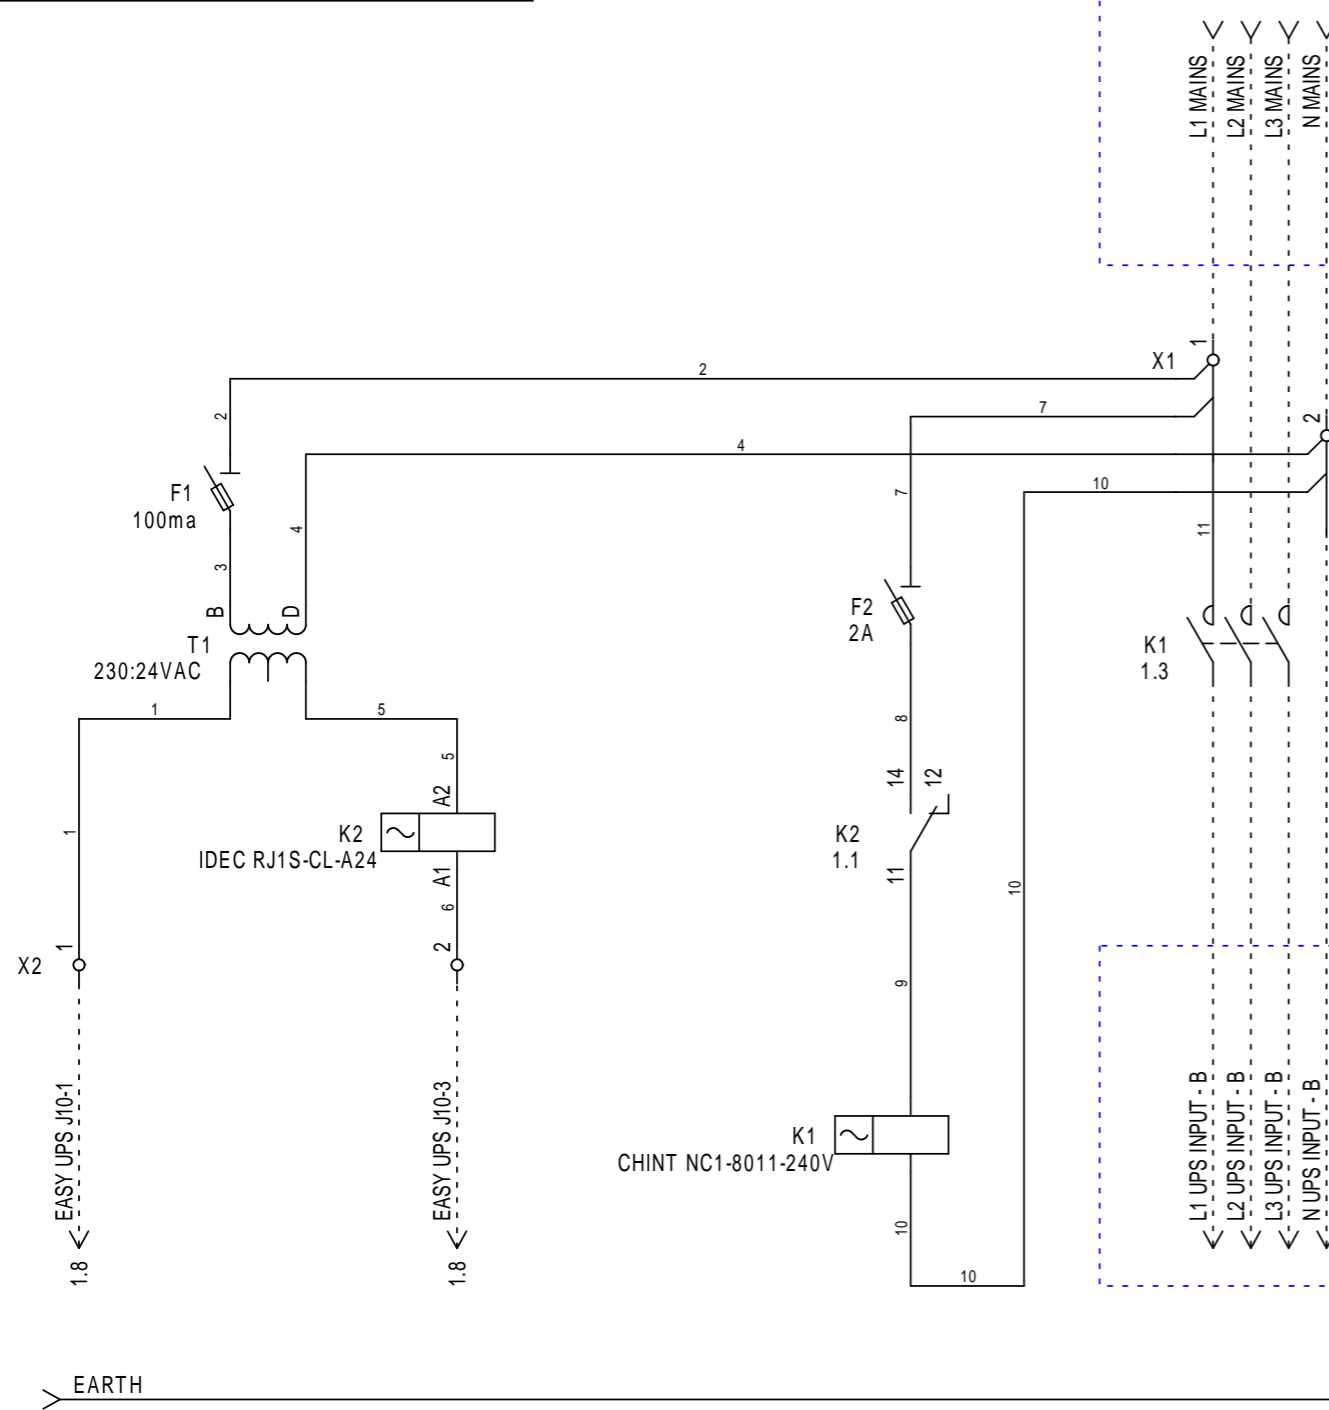 L1 MAINS
L2 MAINS
L3 MAINS
N MAINS
X1
1
2
2
7
4
10
2
F1
100ma
3
4
7
11
B
D
T1
230:24VAC
F2
2A
K1
1.3
1
5
8
5
14
12
A2
1
K2
IDEC RJ1S-CL-A24
A1
6
K2
1.1
11
10
X2
1
2
9
EASY UPS J10-1
EASY UPS J10-3
K1
CHINT NC1-8011-240V
L1 UPS INPUT - B
L2 UPS INPUT - B
L3 UPS INPUT - B
N UPS INPUT - B
10
10
1.8
1.8
EARTH